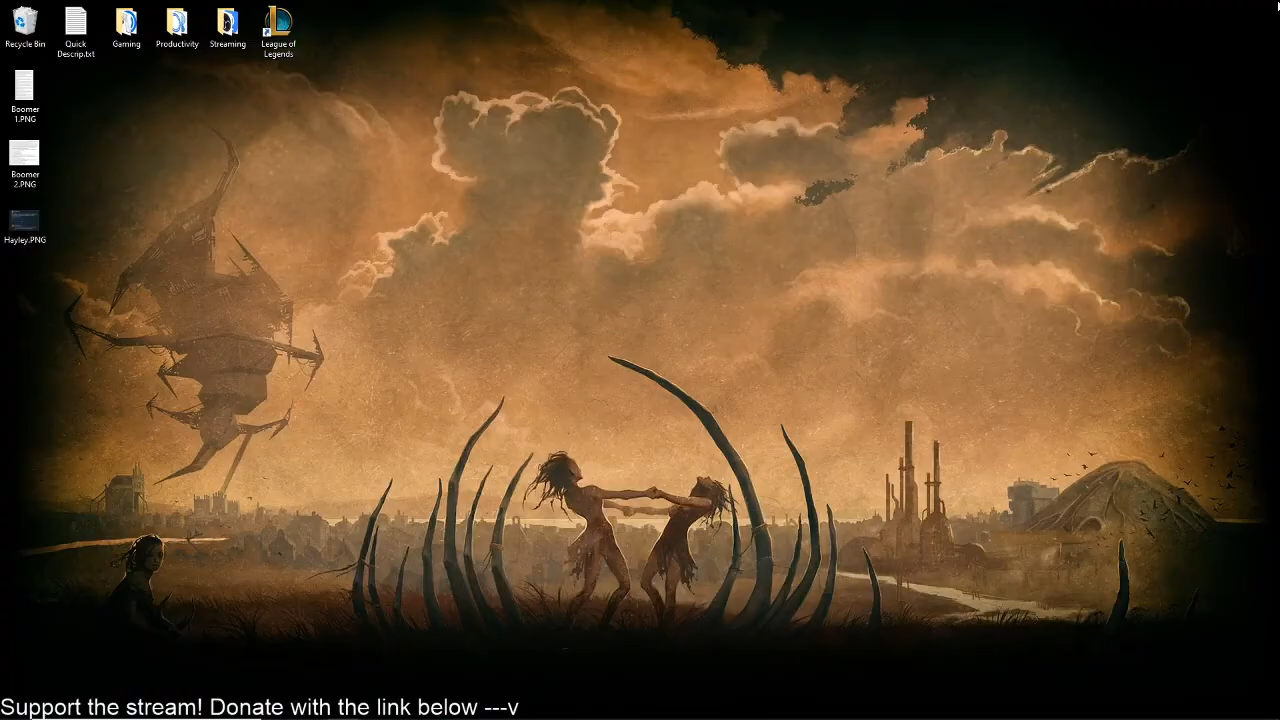 Recycle Bin
Quick
Descrip.txt
Gaming
Productivity
Streaming
League of
Legends
Boomer
1.PNG
Boomer
2.PNG
Hayley.PNG
Support the stream! Donate with the link below ---v